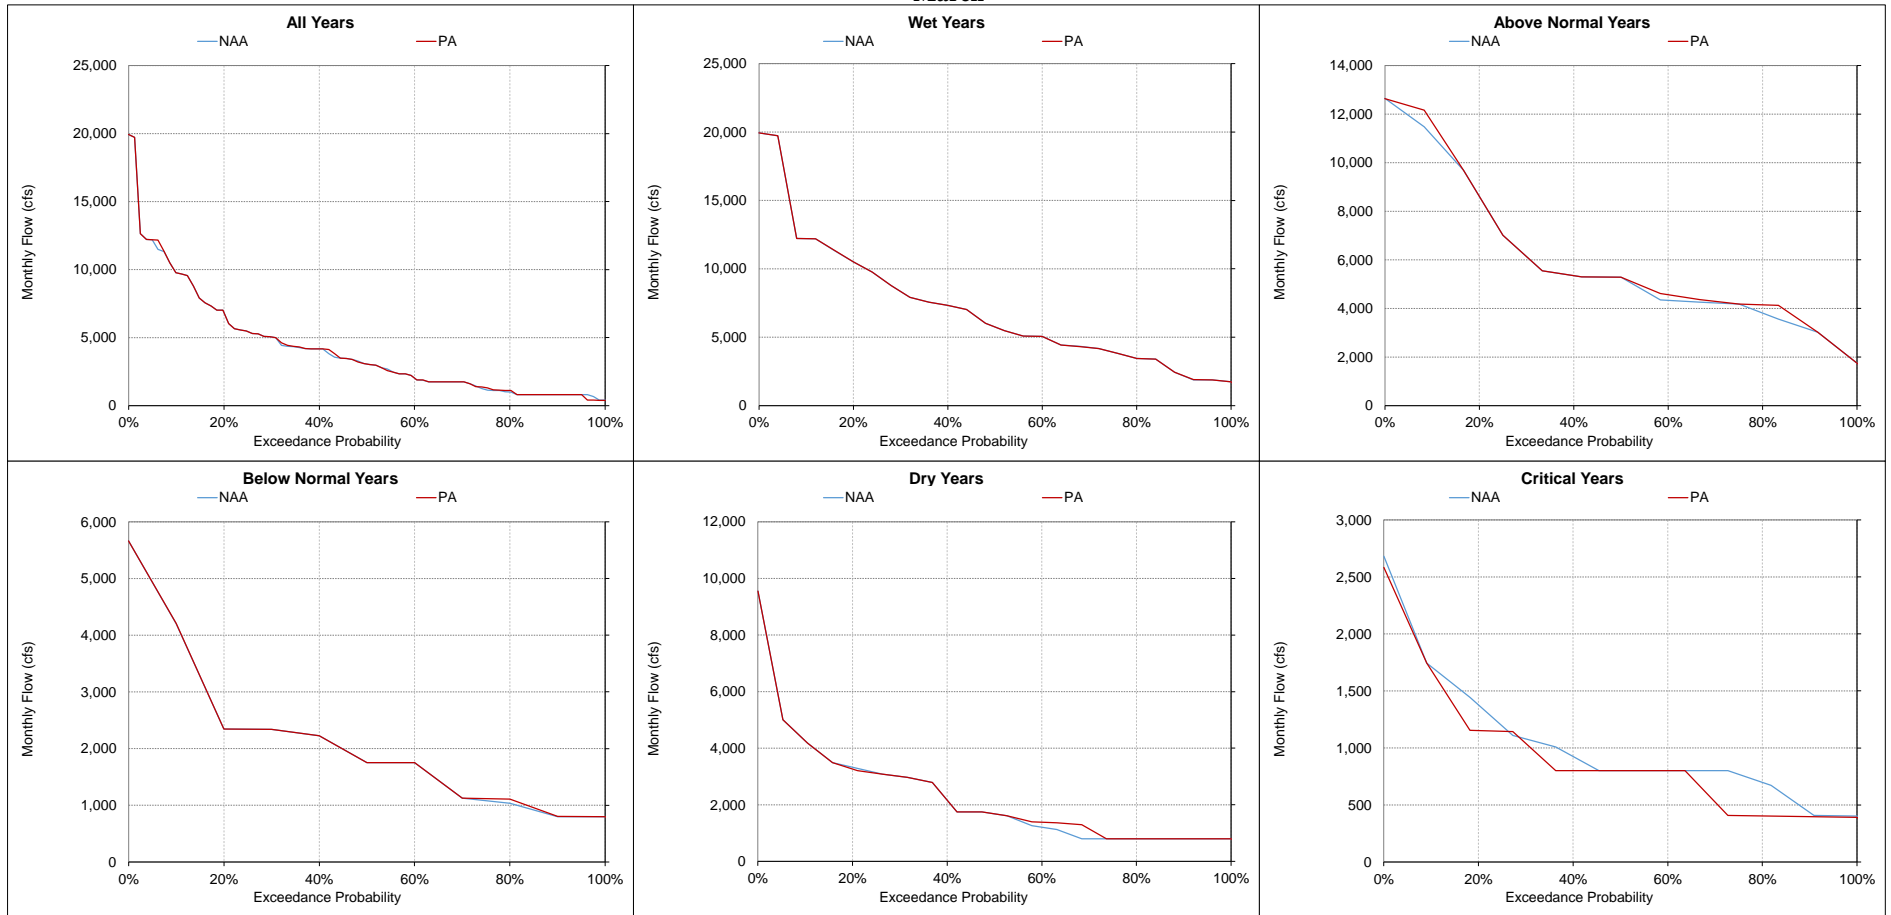 All Years
NAA PA
25,000
20,000
15,000
10,000
5,000
0
Monthly Flow (cfs)
0% 20% 40% 60% 80% 100%
Exceedance Probability
Wet Years
NAA PA
25,000
20,000
15,000
10,000
5,000
0
Monthly Flow (cfs)
0% 20% 40% 60% 80% 100%
Exceedance Probability
Above Normal Years
NAA PA
14,000
12,000
10,000
8,000
6,000
4,000
2,000
0
Monthly Flow (cfs)
0% 20% 40% 60% 80% 100%
Exceedance Probability
Below Normal Years
NAA PA
6,000
5,000
4,000
3,000
2,000
1,000
0
Monthly Flow (cfs)
0% 20% 40% 60% 80% 100%
Exceedance Probability
Dry Years
NAA PA
12,000
10,000
8,000
6,000
4,000
2,000
0
Monthly Flow (cfs)
0% 20% 40% 60% 80% 100%
Exceedance Probability
Critical Years
NAA PA
3,000
2,500
2,000
1,500
1,000
500
0
Monthly Flow (cfs)
0% 20% 40% 60% 80% 100%
Exceedance Probability